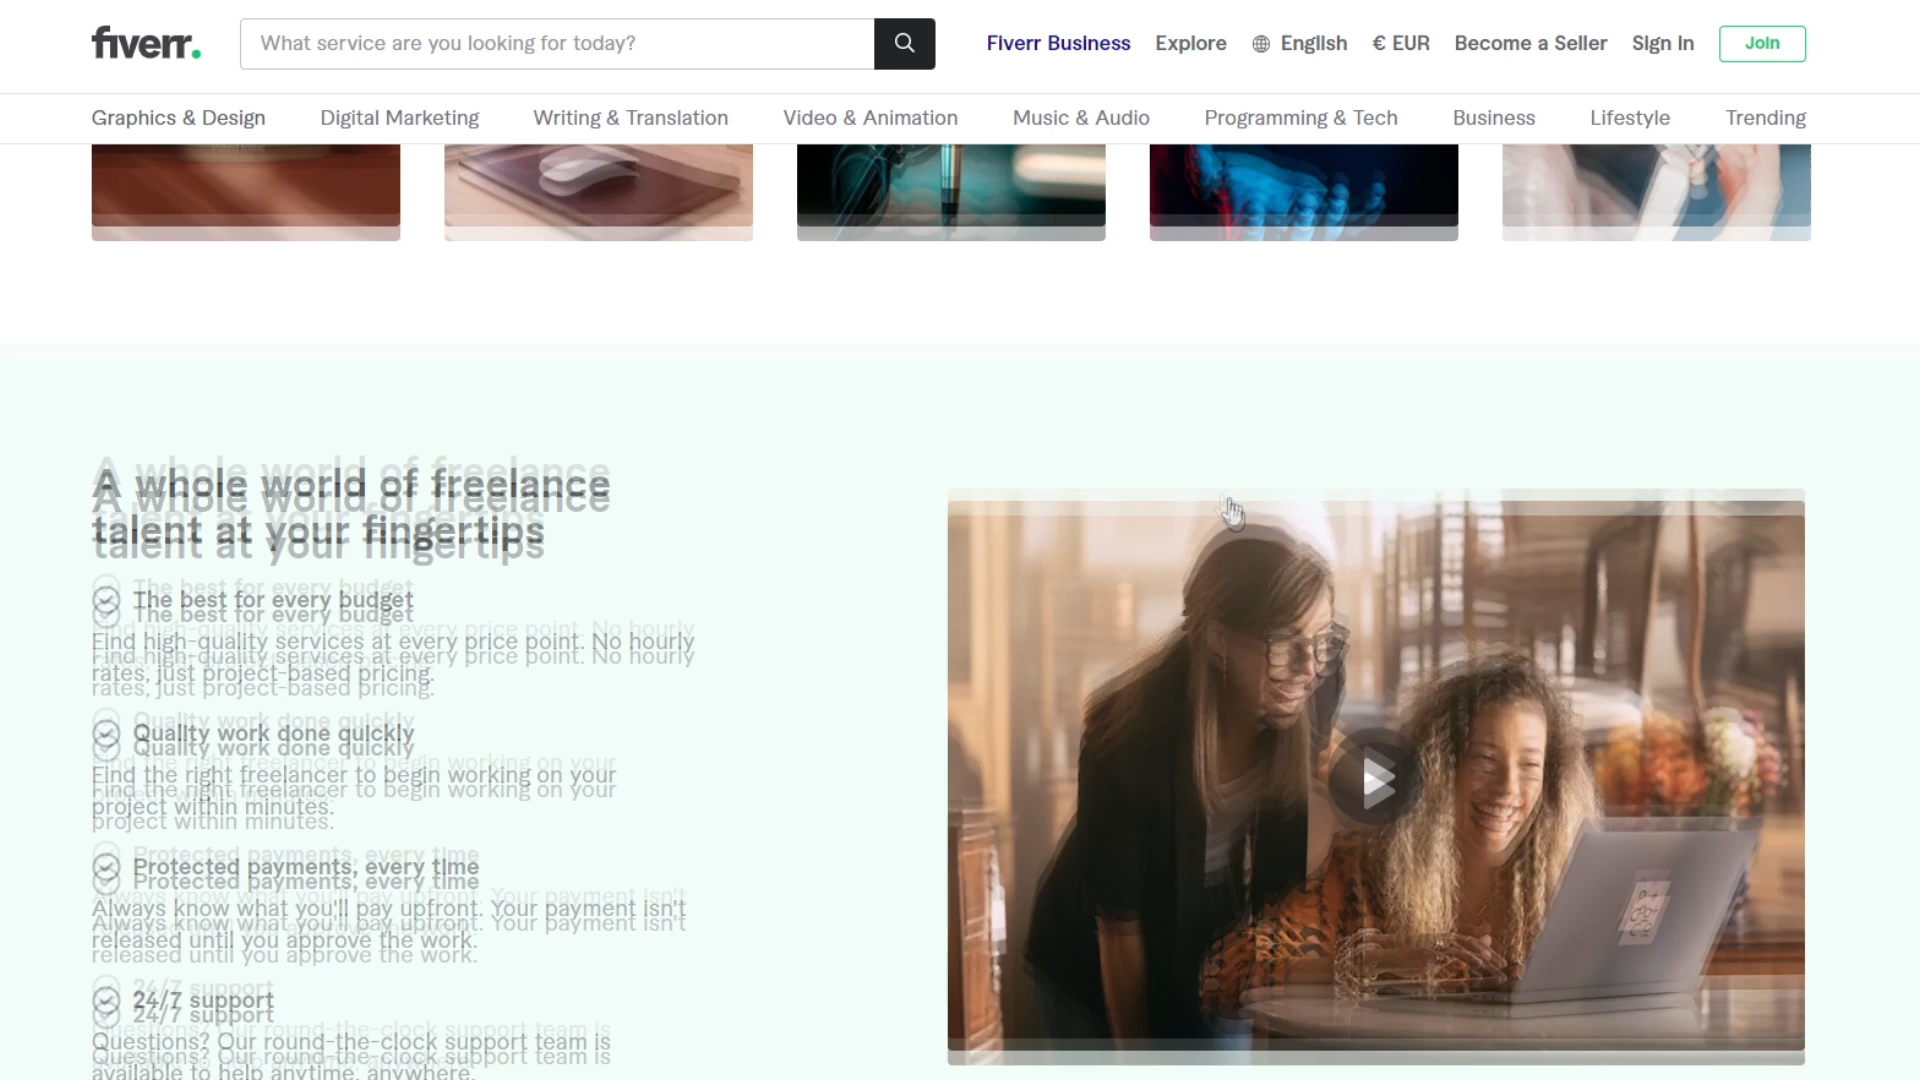 fiverr.
What service are you looking for today?
Fiverr Business
Explore
English
€ EUR
Become a Seller
Sign In
Join
Graphics & Design
Digital Marketing
Writing & Translation
Video & Animation
Music & Audio
Programming & Tech
Business
Lifestyle
Trending
A whole world of freelance
talent at your fingertips
The best for every budget
Find high-quality services at every price point. No hourly
rates, just project-based pricing.
Quality work done quickly
Find the right freelancer to begin working on your
project within minutes.
Protected payments, every time
Always know what you'll pay upfront. Your payment isn't
released until you approve the work.
24/7 support
Questions? Our round-the-clock support team is
available to help anytime, anywhere.